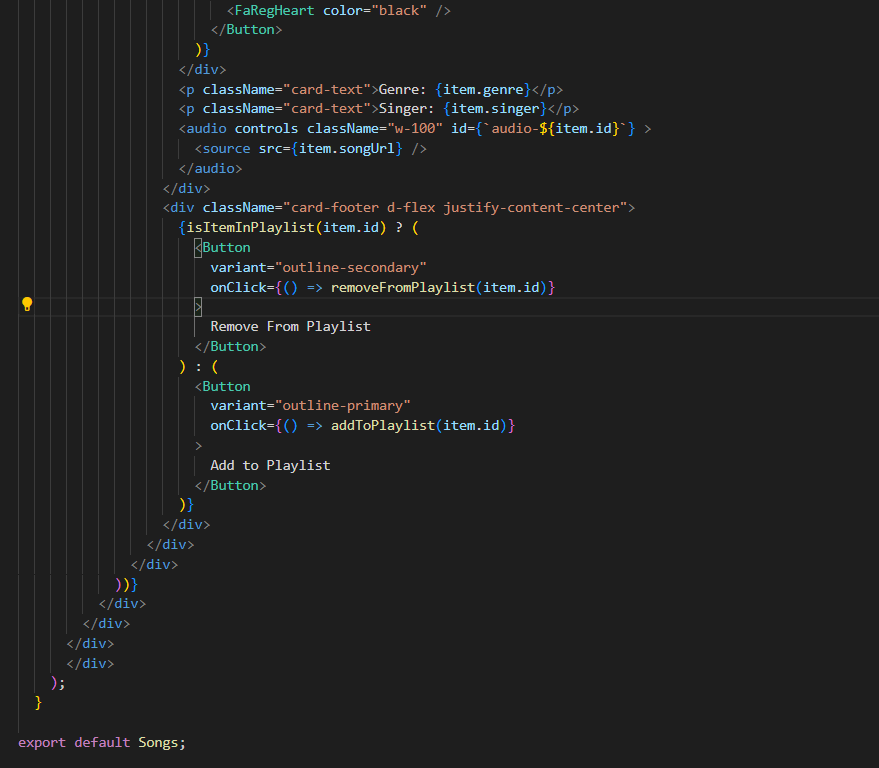 <FaRegHeart color="black" />
</Button>
)}
</div>
<p className="card-text">Genre: {item.genre}</p>
<p className="card-text">Singer: {item.singer}</p>
<audio controls className="w-100" id={`audio-${item.id}`} >
<source src={item.songUrl} />
</audio>
</div>
<div className="card-footer d-flex justify-content-center">
{isItemInPlaylist(item.id) ? (
<Button
variant="outline-secondary"
onClick={() => removeFromPlaylist(item.id)}
>
Remove From Playlist
</Button>
) : (
<Button
variant="outline-primary"
onClick={() => addToPlaylist(item.id)}
>
Add to Playlist
</Button>
)}
</div>
</div>
</div>
))}
</div>
</div>
</div>
</div>
);
}
export default Songs;